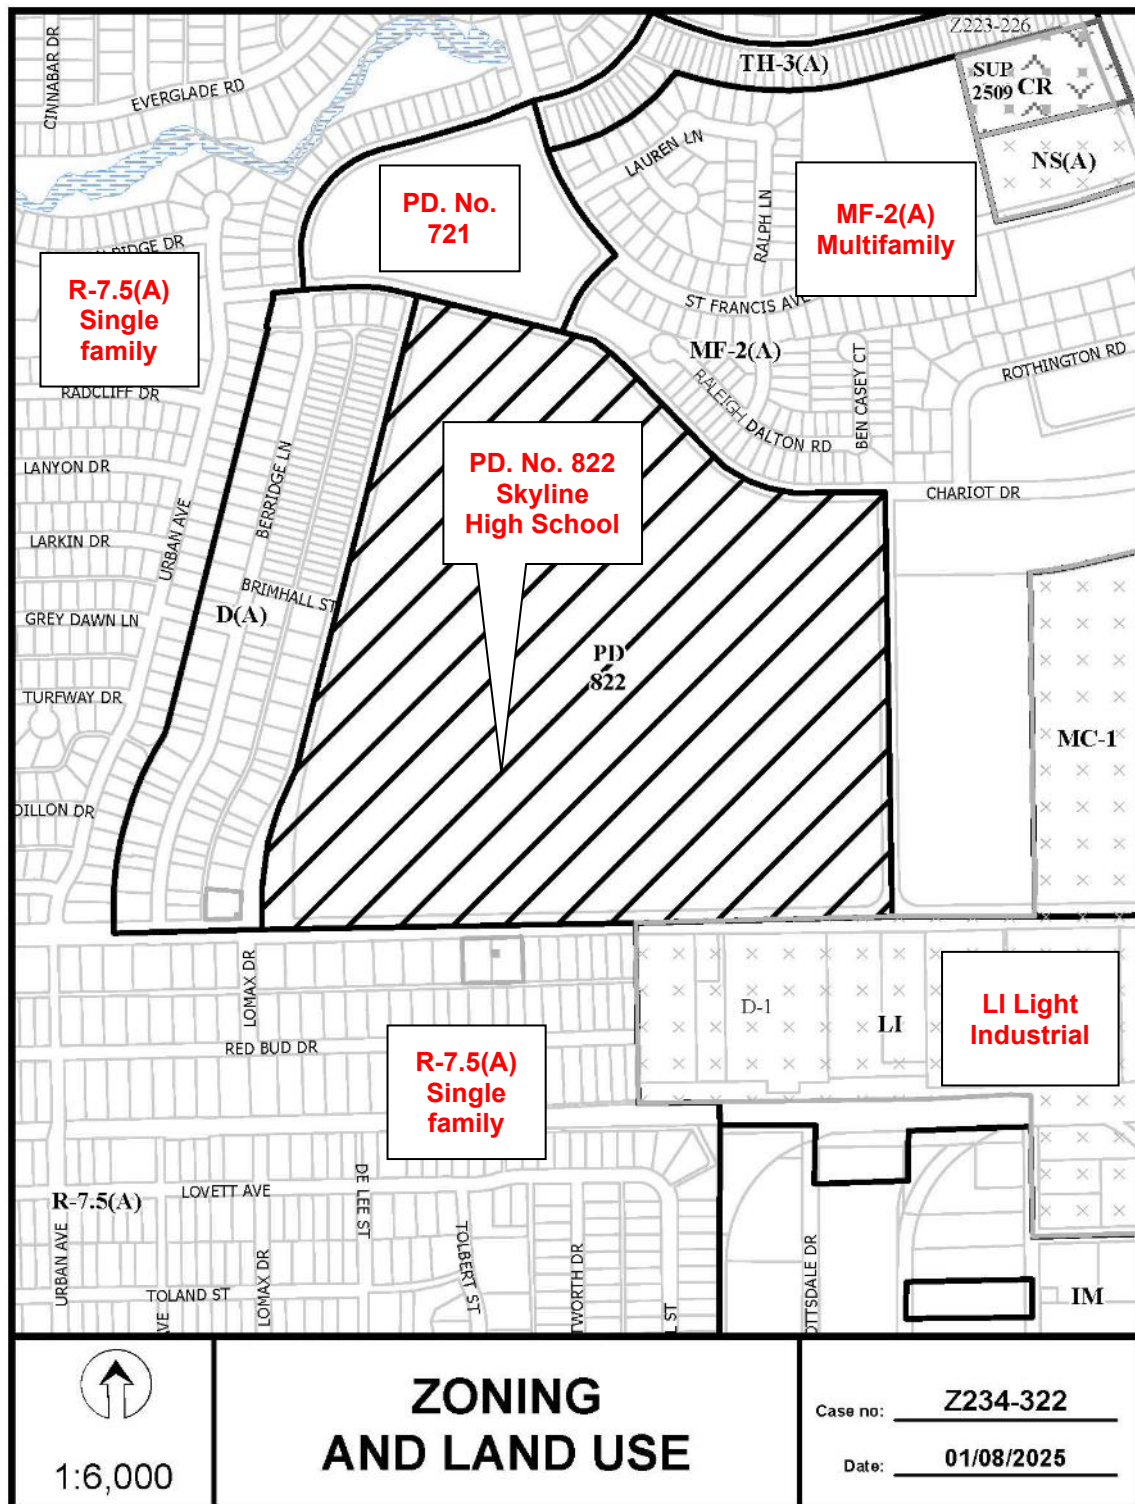 Z223-226
CINNABAR DR
EVERGLADE RD
TH-3(A)
SUP
2509 CR
NS(A)
LAUREN LN
RALPH LN
PD. No.
721
MF-2(A)
Multifamily
R-7.5(A)
Single
family
ST FRANCIS AVE
MF-2(A)
RALEIGH DALTON RD
BEN CASEY CT
ROTHINGTON RD
RADCLIFF DR
LANYON DR
BERRIDGE LN
PD. No. 822
Skyline
High School
CHARIOT DR
URBAN AVE
LARKIN DR
BRIMHALL ST
GREY DAWN LN
D(A)
PD
822
TURFWAY DR
MC-1
DILLON DR
LOMAX DR
D-1
LI
LI Light
Industrial
RED BUD DR
R-7.5(A)
Single
family
R-7.5(A)
LOVETT AVE
DE LEE ST
URBAN AVE
LOMAX DR
TOLBERT ST
TWORTH DR
L ST
OTTSDALE DR
TOLAND ST
AVE
IM
1:6,000
ZONING
AND LAND USE
Case no: Z234-322
Date: 01/08/2025